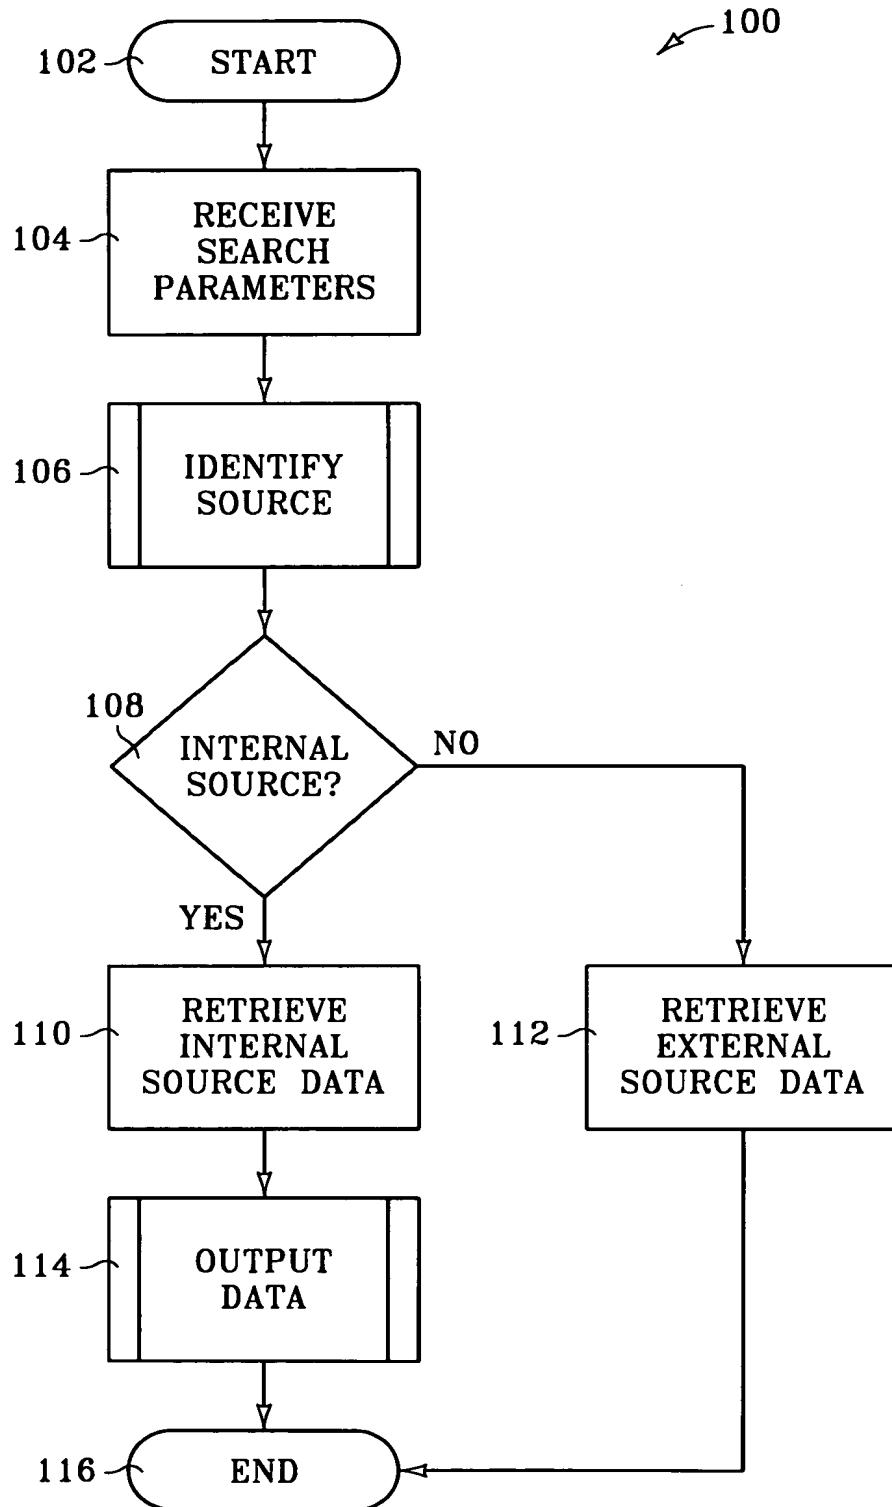 100
102
START
104
RECEIVE
SEARCH
PARAMETERS
106
IDENTIFY
SOURCE
108
INTERNAL
SOURCE?
NO
YES
110
RETRIEVE
INTERNAL
SOURCE DATA
112
RETRIEVE
EXTERNAL
SOURCE DATA
114
OUTPUT
DATA
116
END